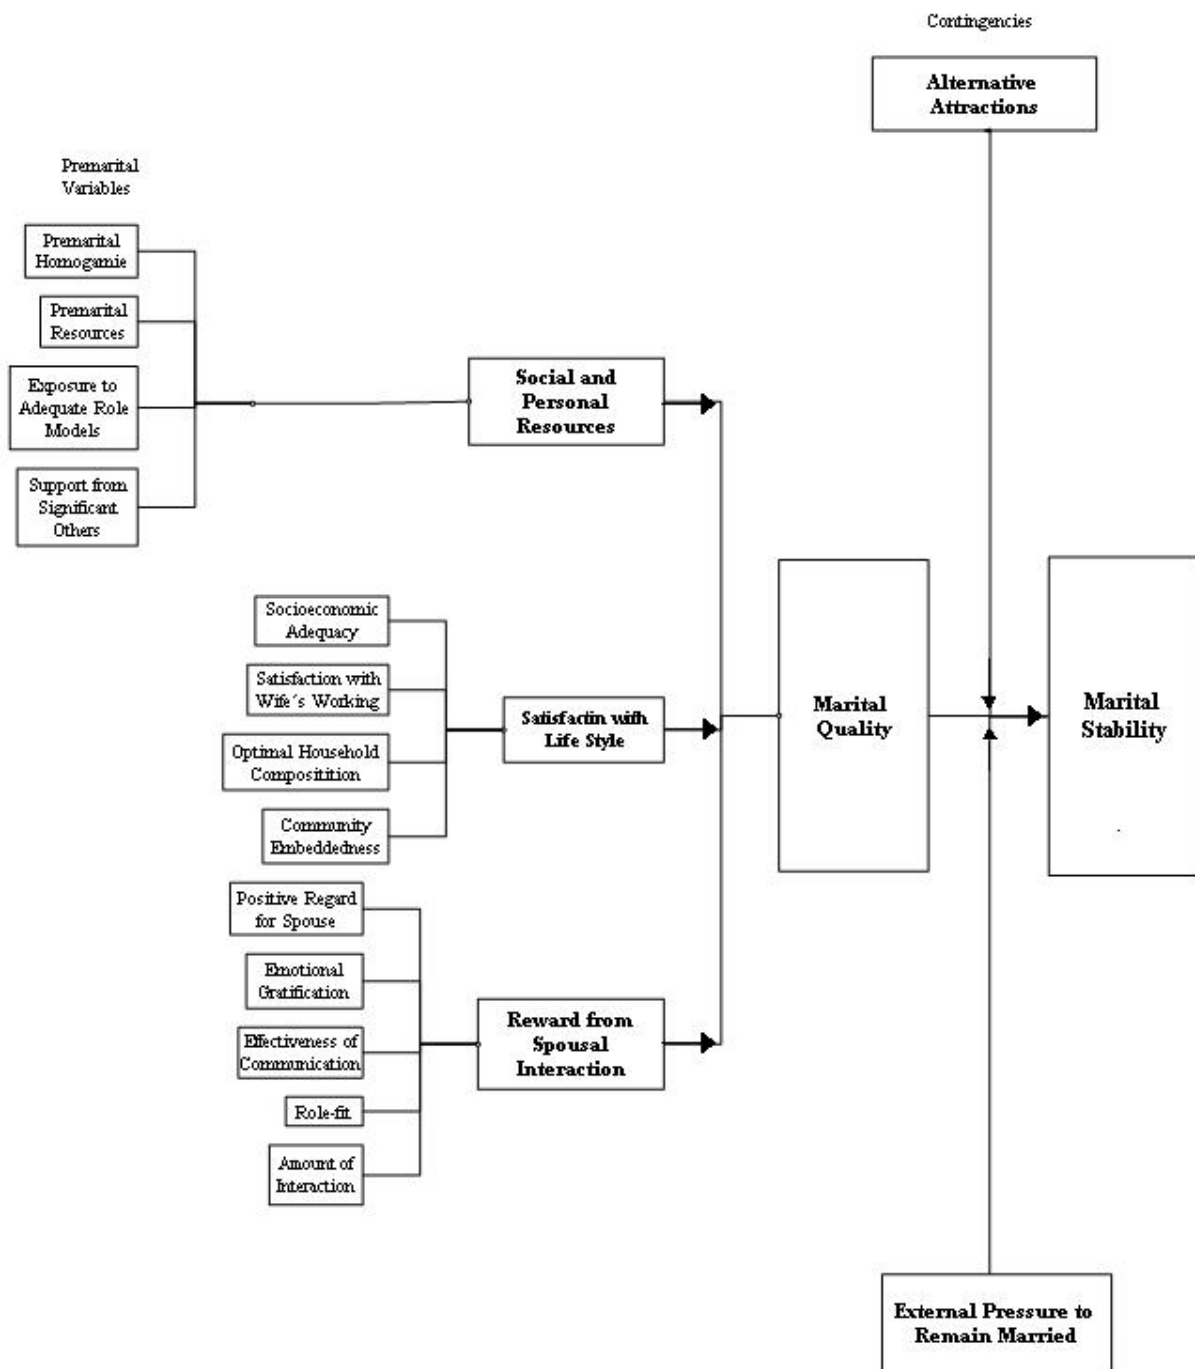 Contingencies
Alternative
Attractions
Premarital
Variables
Premarital
Homogamie
Premarital
Resources
Exposure to
Adequate Role
Models
Support from
Significant
Others
Social and
Personal
Resources
Socioeconomic
Adequacy
Satisfaction with
Wife´s Working
Optimal Household
Compositition
Community
Embeddedness
Satisfactin with
Life Style
Positive Regard
for Spouse
Emotional
Gratification
Effectiveness of
Communication
Role-fit
Amount of
Interaction
Reward from
Spousal
Interaction
Marital
Quality
Marital
Stability
.
External Pressure to
Remain Married